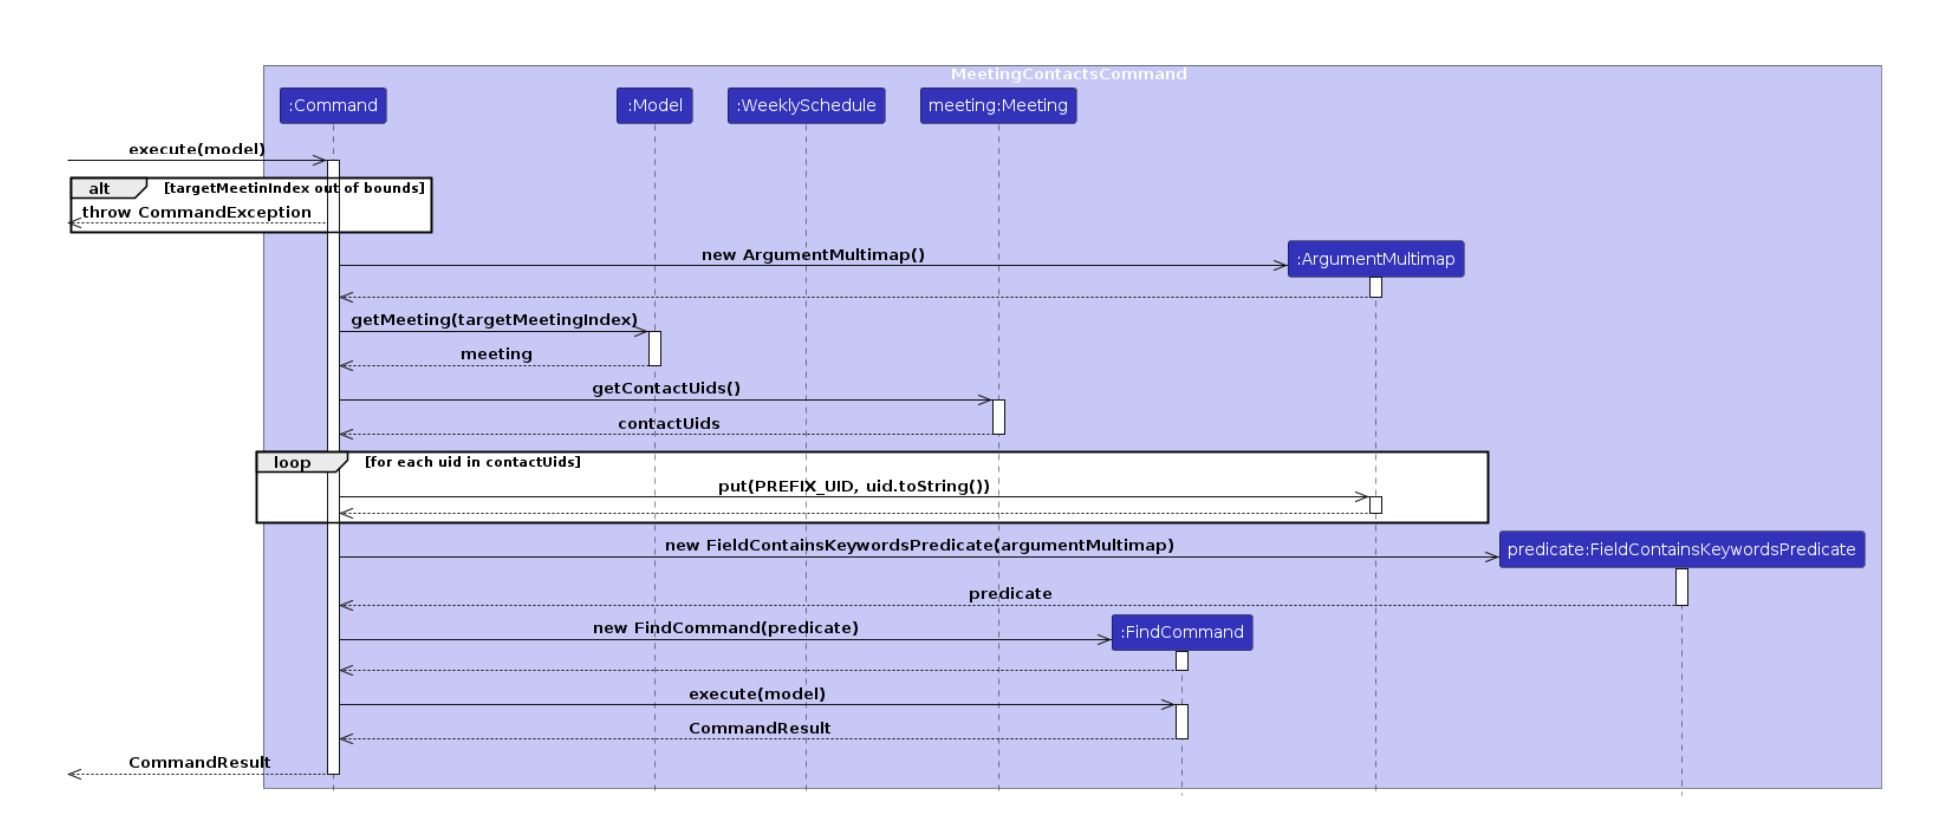 MeetingContactsCommand
:Command
:Model
:WeeklySchedule
meeting:Meeting
execute(model)
alt
[targetMeetinIndex out of bounds]
throw CommandException
new ArgumentMultimap()
:ArgumentMultimap
getMeeting(targetMeetingIndex)
meeting
getContactUids()
contactUids
loop
[for each uid in contactUids]
put(PREFIX_UID, uid.toString())
new FieldContainsKeywordsPredicate(argumentMultimap)
predicate:FieldContainsKeywordsPredicate
predicate
new FindCommand(predicate)
:FindCommand
execute(model)
CommandResult
CommandResult